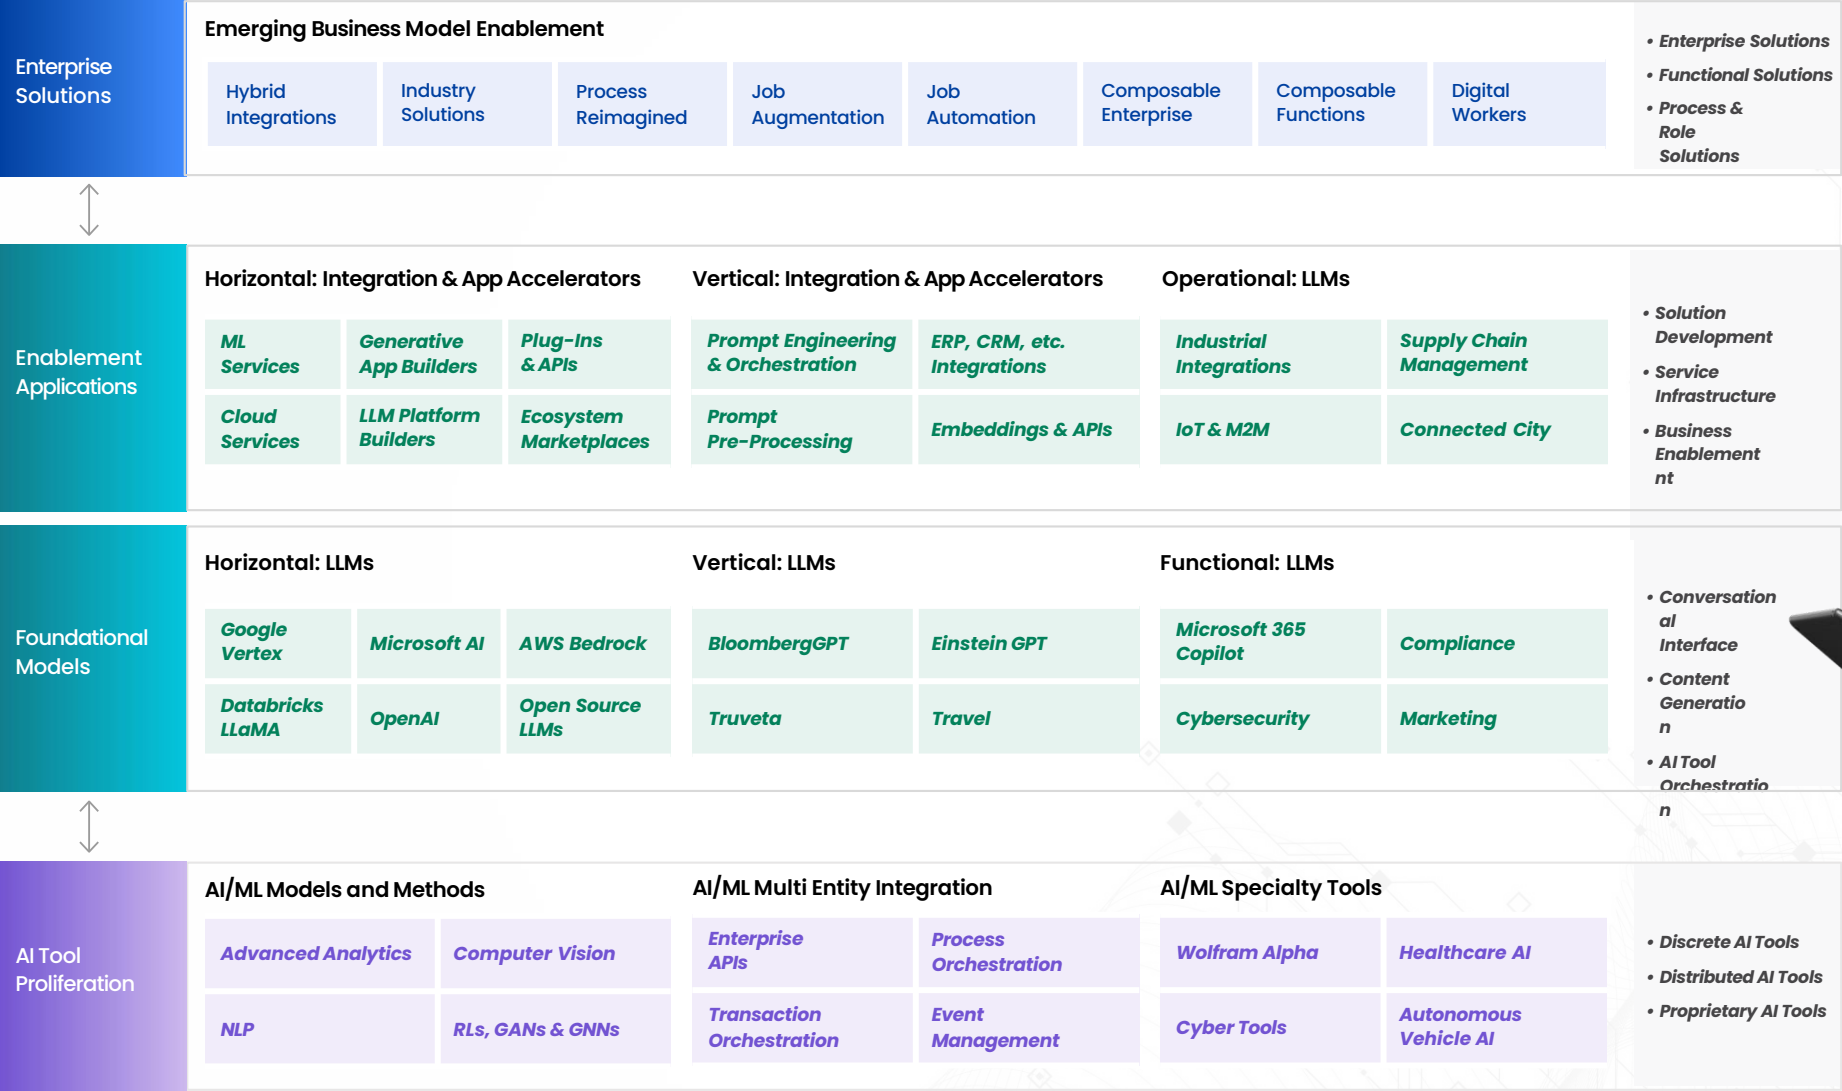 Enterprise
Solutions
Emerging Business Model Enablement
Hybrid
Integrations
Industry
Solutions
Process
Reimagined
Job
Augmentation
Job
Automation
Composable
Enterprise
Composable
Functions
Digital
Workers
• Enterprise Solutions
• Functional Solutions
• Process &
Role
Solutions
Enablement
Applications
Horizontal: Integration & App Accelerators
ML
Services
Generative
App Builders
Plug-Ins
& APIs
Cloud
Services
LLM Platform
Builders
Ecosystem
Marketplaces
Vertical: Integration & App Accelerators
Prompt Engineering
& Orchestration
ERP, CRM, etc.
Integrations
Prompt
Pre-Processing
Embeddings & APIs
Operational: LLMs
Industrial
Integrations
Supply Chain
Management
IoT & M2M
Connected City
• Solution
Development
• Service
Infrastructure
• Business
Enablement
nt
Foundational
Models
Horizontal: LLMs
Google
Vertex
Microsoft AI
AWS Bedrock
Databricks
LLaMA
OpenAI
Open Source
LLMs
Vertical: LLMs
BloombergGPT
Einstein GPT
Truveta
Travel
Functional: LLMs
Microsoft 365
Copilot
Compliance
Cybersecurity
Marketing
• Conversation
al
Interface
• Content
Generatio
n
• AI Tool
Orchestratio
n
AI Tool
Proliferation
AI/ML Models and Methods
Advanced Analytics
Computer Vision
NLP
RLs, GANs & GNNs
AI/ML Multi Entity Integration
Enterprise
APIs
Process
Orchestration
Transaction
Orchestration
Event
Management
AI/ML Specialty Tools
Wolfram Alpha
Healthcare AI
Cyber Tools
Autonomous
Vehicle AI
• Discrete AI Tools
• Distributed AI Tools
• Proprietary AI Tools